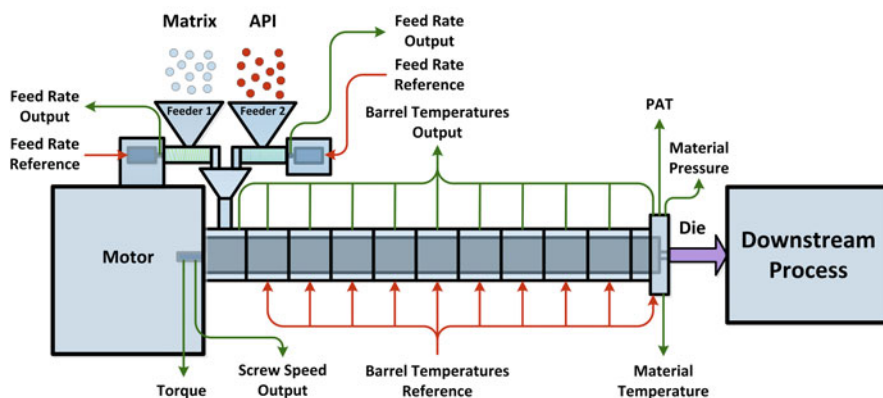 Matrix
API
Feed Rate
Output
Feed Rate
Reference
Feeder 1
Feeder 2
Feed Rate
Output
Feed Rate
Reference
Barrel Temperatures
Output
PAT
Material
Pressure
Motor
Die
Downstream
Process
Torque
Screw Speed
Output
Barrel Temperatures
Reference
Material
Temperature